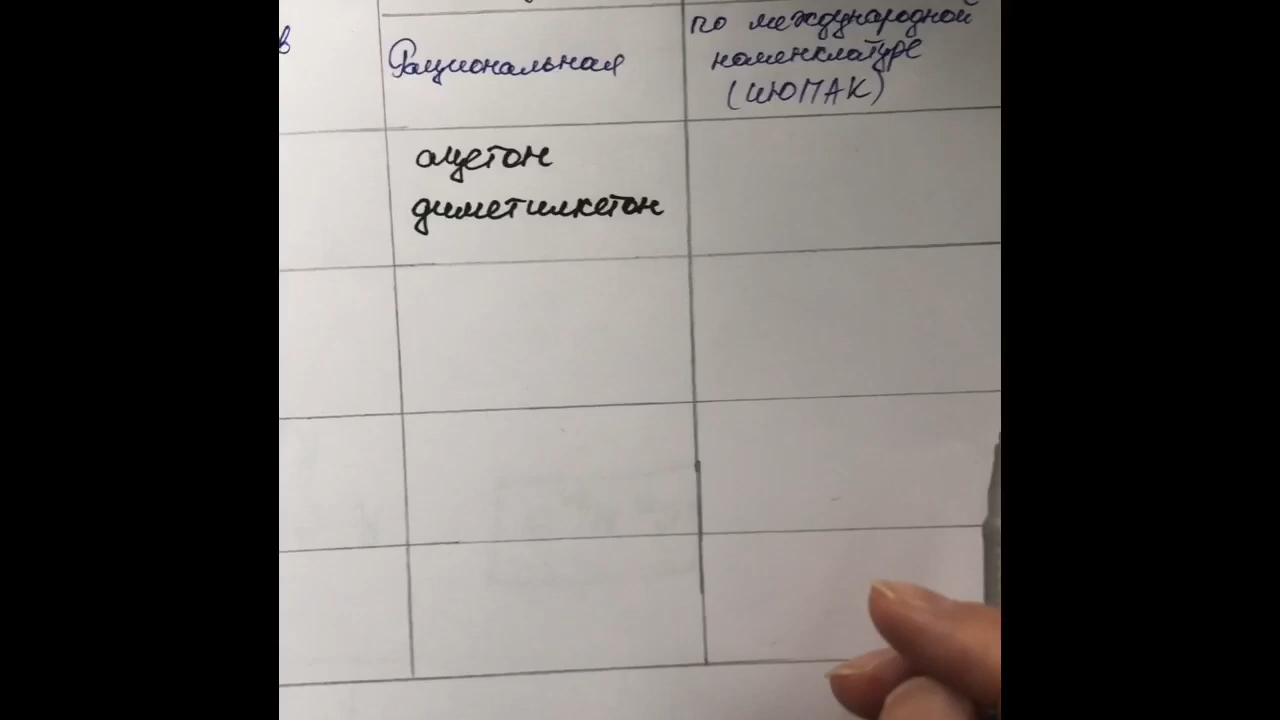 в
Рациональная
по международной
номенклатуре
(ИЮПАК)
ацетон
диметилкетон